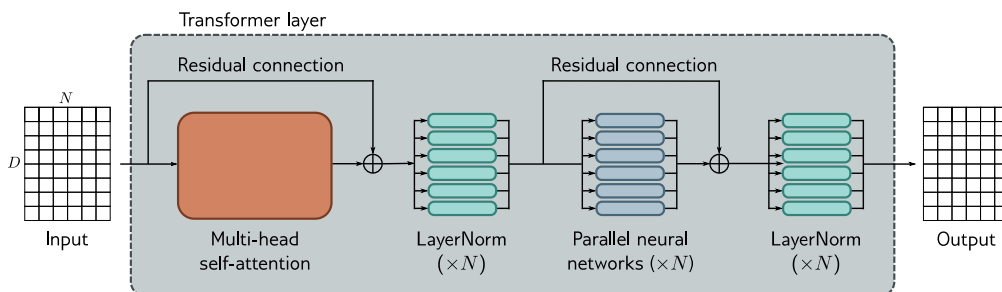 Transformer layer
Residual connection
Residual connection
N
D
Input
Multi-head
self-attention
LayerNorm
(×N)
Parallel neural
networks (×N)
LayerNorm
(×N)
Output